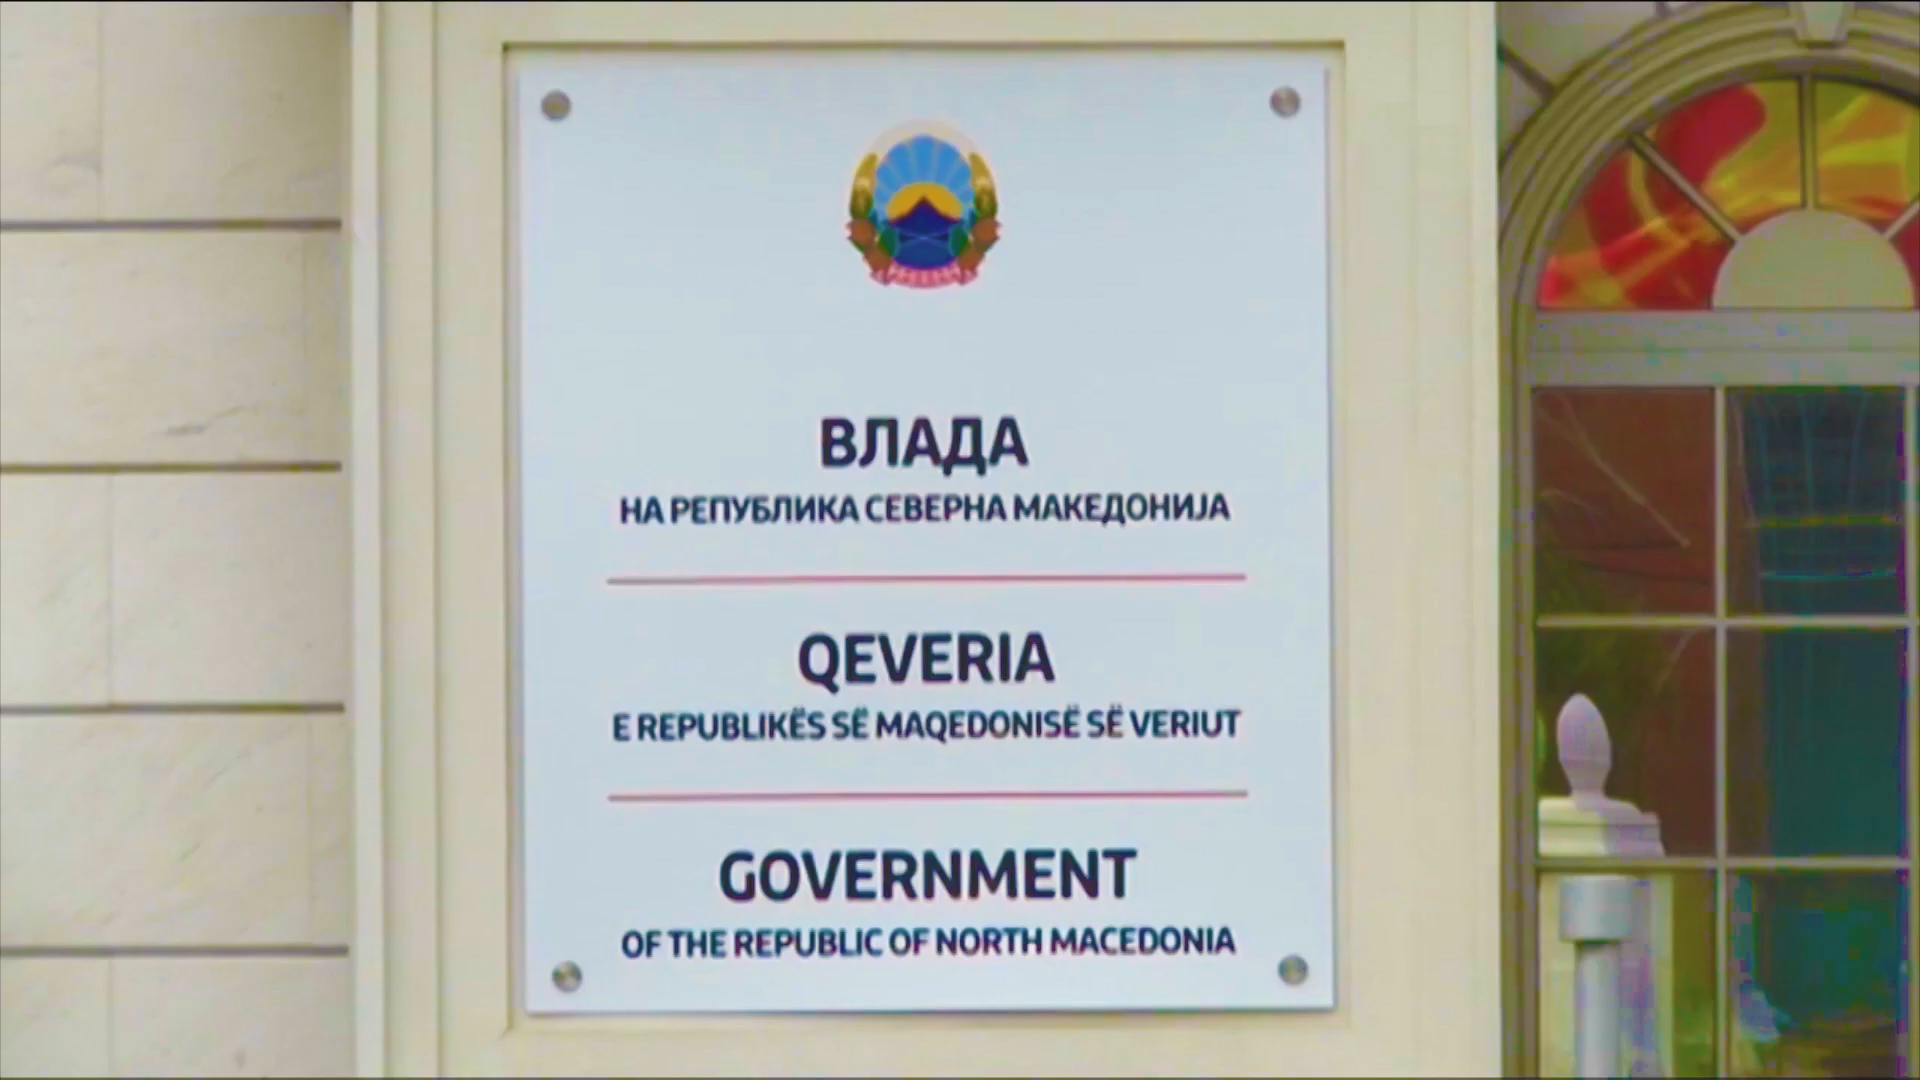 ВЛАДА
НА РЕПУБЛИКА СЕВЕРНА МАКЕДОНИЈА
QEVERIA
E REPUBLIKËS SË MAQEDONISË SË VERIUT
GOVERNMENT
OF THE REPUBLIC OF NORTH MACEDONIA